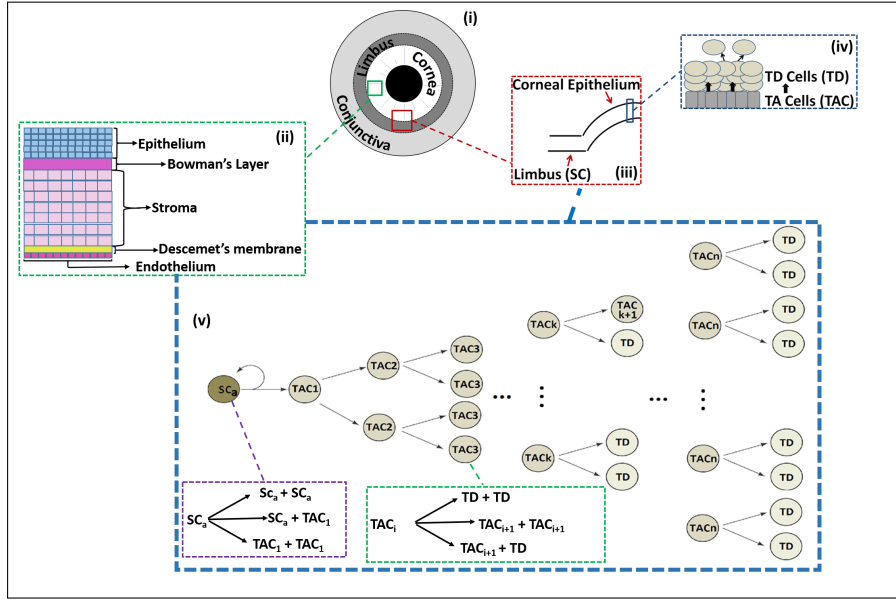 (i)
Limbus
Cornea
Conjunctiva
(ii)
Epithelium
Bowman's Layer
Stroma
Descemet's membrane
Endothelium
Corneal Epithelium
Limbus (SC)
(iii)
(iv)
TD Cells (TD)
TA Cells (TAC)
(v)
SCa
TAC1
TAC2
TAC2
TAC3
TAC3
TAC3
TAC3
...
TACk
TAC
k+1
TD
...
TACk
TD
TD
...
TACn
TD
TD
TACn
TD
TD
...
TACn
TD
TD
TACn
TD
TD
SCa
Sca + SCa
SCa + TAC1
TAC1 + TAC1
TACi
TD + TD
TACi+1 + TACi+1
TACi+1 + TD